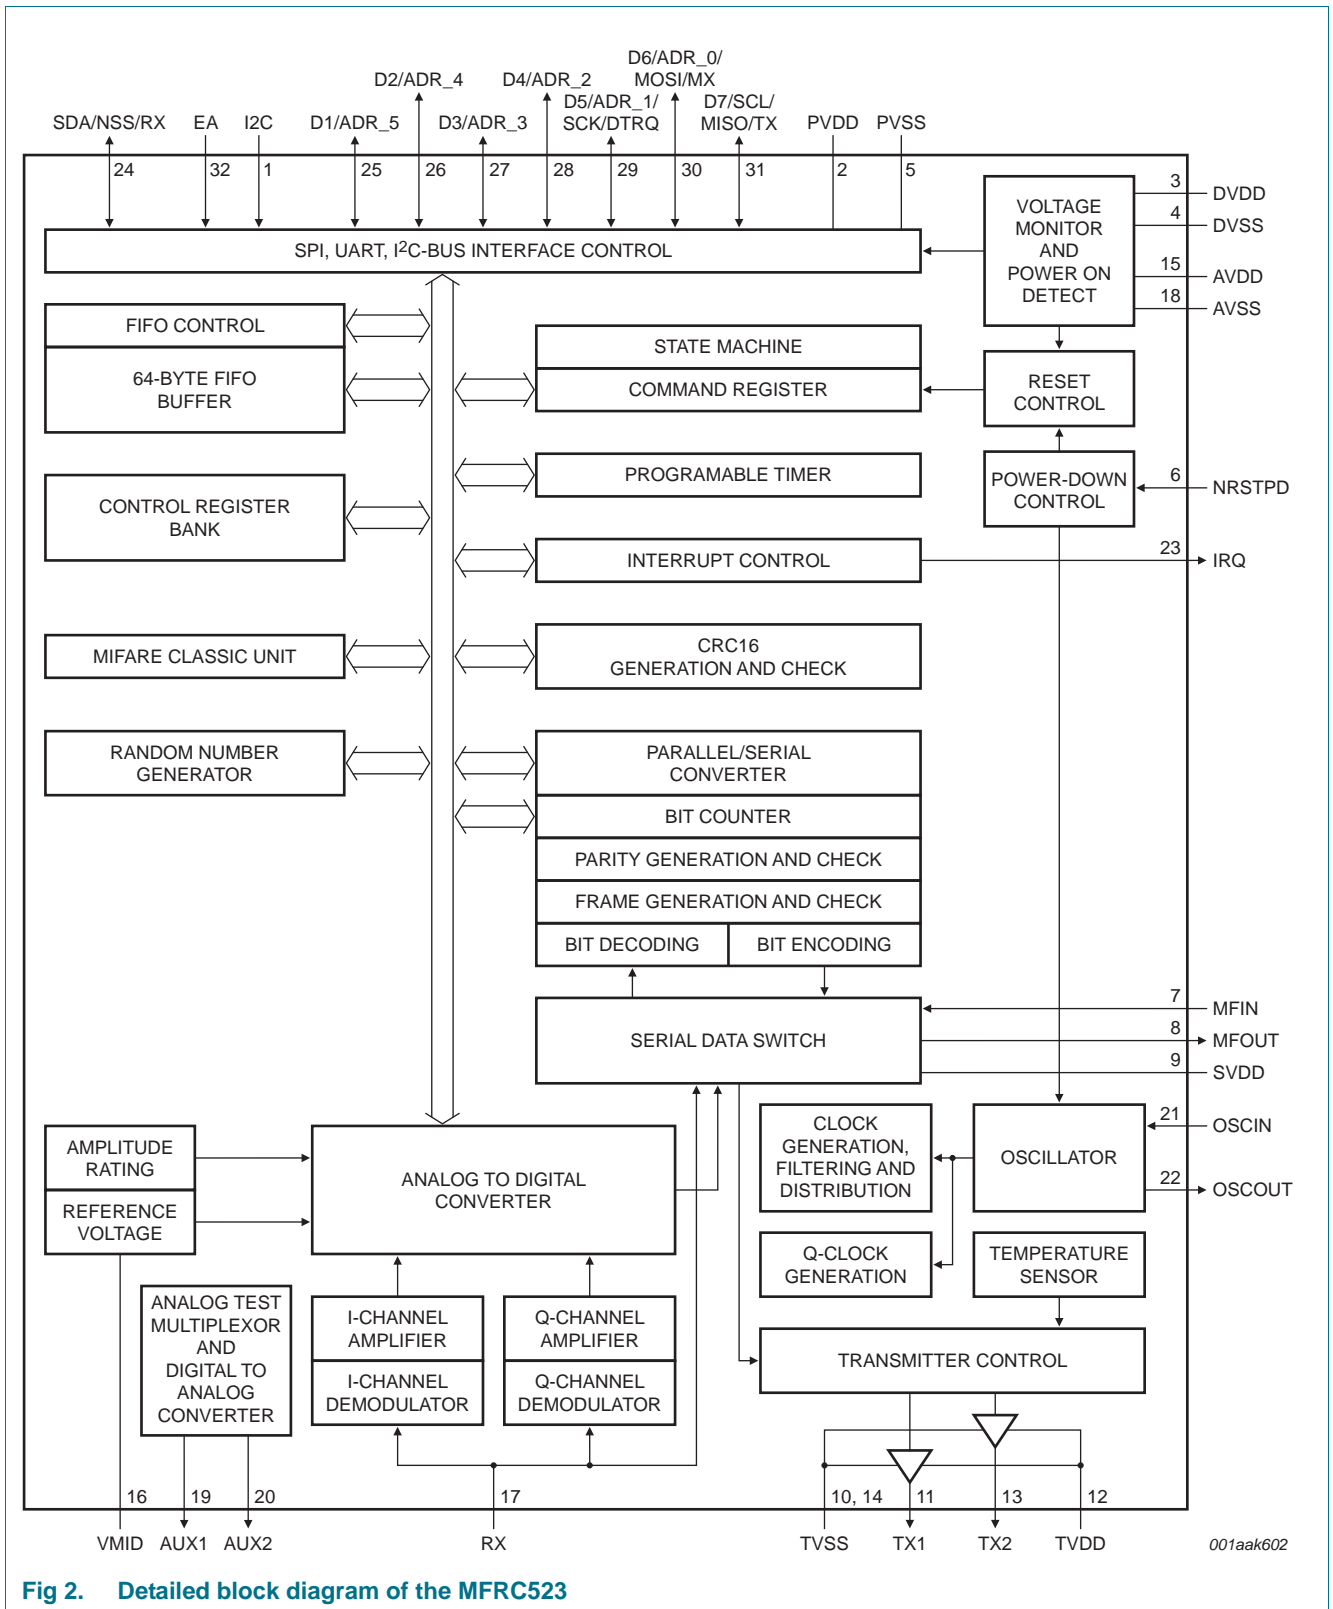 D6/ADR_0/
D2/ADR_4 D4/ADR_2 MOSI/MX
D5/ADR_1/ D7/SCL/
SDA/NSS/RX EA I2C D1/ADR_5 D3/ADR_3 SCK/DTRQ MISO/TX PVDD PVSS
24 32 1 25 26 27 28 29 30 31 2 5
SPI, UART, I2C-BUS INTERFACE CONTROL
VOLTAGE
MONITOR
AND
POWER ON
DETECT
3 DVDD
4 DVSS
15 AVDD
18 AVSS
FIFO CONTROL
64-BYTE FIFO
BUFFER
STATE MACHINE
COMMAND REGISTER
RESET
CONTROL
CONTROL REGISTER
BANK
PROGRAMABLE TIMER
POWER-DOWN
CONTROL
6 NRSTPD
INTERRUPT CONTROL
23 IRQ
MIFARE CLASSIC UNIT
CRC16
GENERATION AND CHECK
RANDOM NUMBER
GENERATOR
PARALLEL/SERIAL
CONVERTER
BIT COUNTER
PARITY GENERATION AND CHECK
FRAME GENERATION AND CHECK
BIT DECODING BIT ENCODING
SERIAL DATA SWITCH
7 MFIN
8 MFOUT
9 SVDD
AMPLITUDE
RATING
REFERENCE
VOLTAGE
ANALOG TO DIGITAL
CONVERTER
CLOCK
GENERATION,
FILTERING AND
DISTRIBUTION
OSCILLATOR
21 OSCIN
22 OSCOUT
Q-CLOCK
GENERATION
TEMPERATURE
SENSOR
ANALOG TEST
MULTIPLEXOR
AND
DIGITAL TO
ANALOG
CONVERTER
I-CHANNEL
AMPLIFIER
I-CHANNEL
DEMODULATOR
Q-CHANNEL
AMPLIFIER
Q-CHANNEL
DEMODULATOR
TRANSMITTER CONTROL
16 19 20 17 10, 14 11 13 12
VMID AUX1 AUX2 RX TVSS TX1 TX2 TVDD
001aak602
Fig 2. Detailed block diagram of the MFRC523